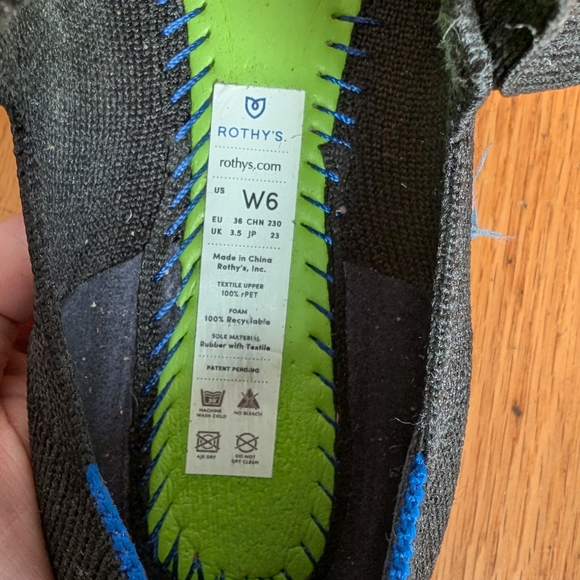 ROTHY'S.
rothys.com
US W6
EU 36 CHN 230
UK 3.5 JP 23
Made in China
Rothy's, Inc.
TEXTILE UPPER
100% rPET
FOAM
100% Recyclable
SOLE MATERIAL
Rubber with Textile
PATENT PENDING
MACHINE WASH COLD
NO BLEACH
AIR DRY
DO NOT DRY CLEAN